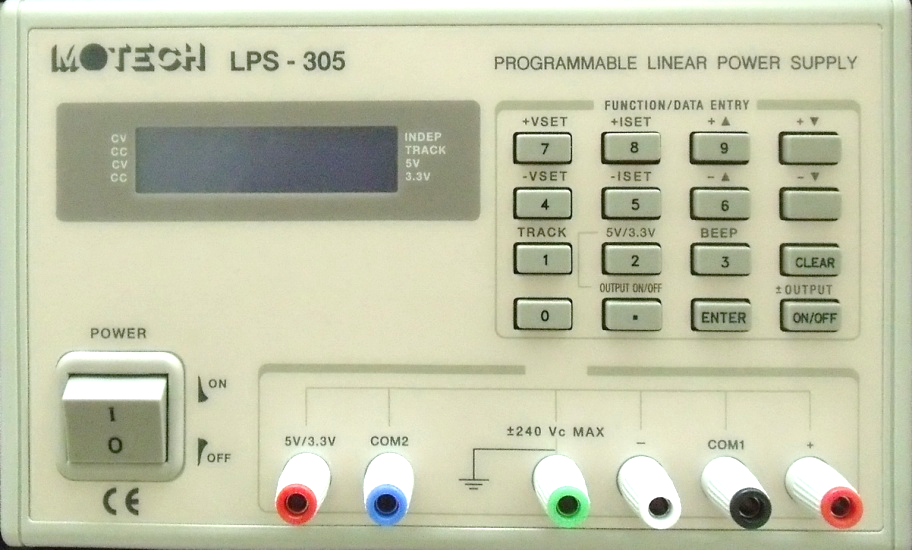 MOTECH LPS - 305
PROGRAMMABLE LINEAR POWER SUPPLY
CV
CC
CV
CC
INDEP
TRACK
5V
3.3V
FUNCTION/DATA ENTRY
+VSET +ISET +▲ +▼
7 8 9
-VSET -ISET -▲ -▼
4 5 6
TRACK 5V/3.3V BEEP
1 2 3 CLEAR
OUTPUT ON/OFF ±OUTPUT
0 . ENTER ON/OFF
POWER
I
O
ON
OFF
CE
±240 Vc MAX
5V/3.3V COM2 - COM1 +